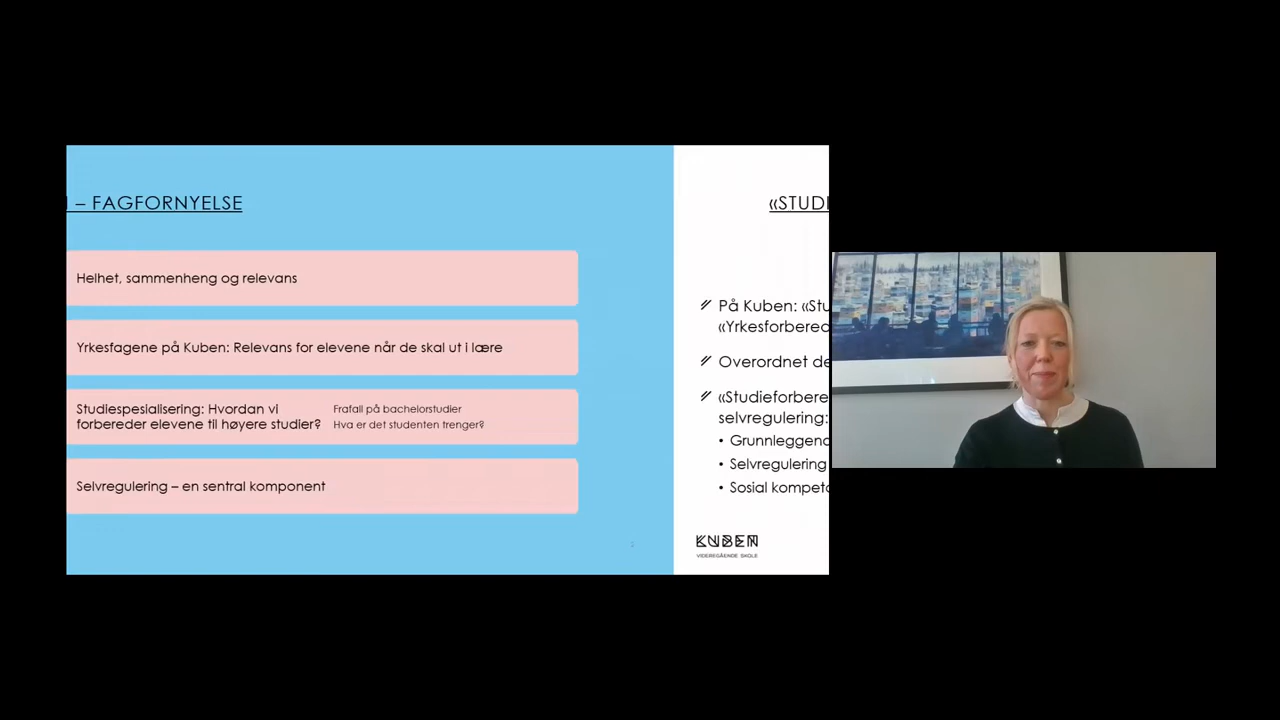 – FAGFORNYELSE
Helhet, sammenheng og relevans
Yrkesfagene på Kuben: Relevans for elevene når de skal ut i lære
Studiespesialisering: Hvordan vi
forbereder elevene til høyere studier?
Frafall på bachelorstudier
Hva er det studenten trenger?
Selvregulering – en sentral komponent
«STUDI
På Kuben: «Stu
«Yrkesforbered
Overordnet de
«Studieforbere
selvregulering:
• Grunnleggend
• Selvregulering
• Sosial kompeta
KUBEN
VIDEREGÅENDE SKOLE